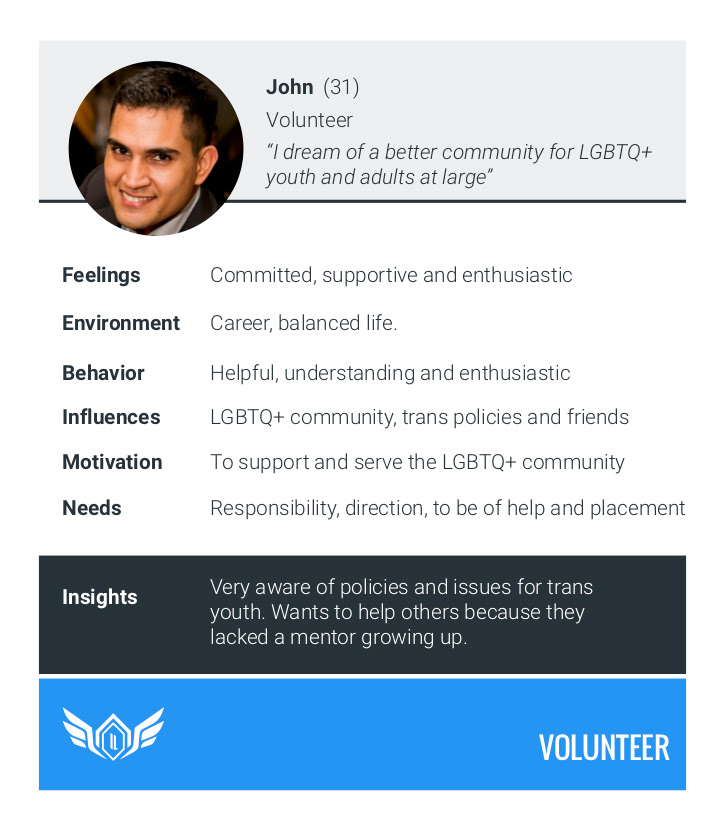 John (31)
Volunteer
“I dream of a better community for LGBTQ+
youth and adults at large”
Feelings Committed, supportive and enthusiastic
Environment Career, balanced life.
Behavior Helpful, understanding and enthusiastic
Influences LGBTQ+ community, trans policies and friends
Motivation To support and serve the LGBTQ+ community
Needs Responsibility, direction, to be of help and placement
Insights Very aware of policies and issues for trans
youth. Wants to help others because they
lacked a mentor growing up.
VOLUNTEER